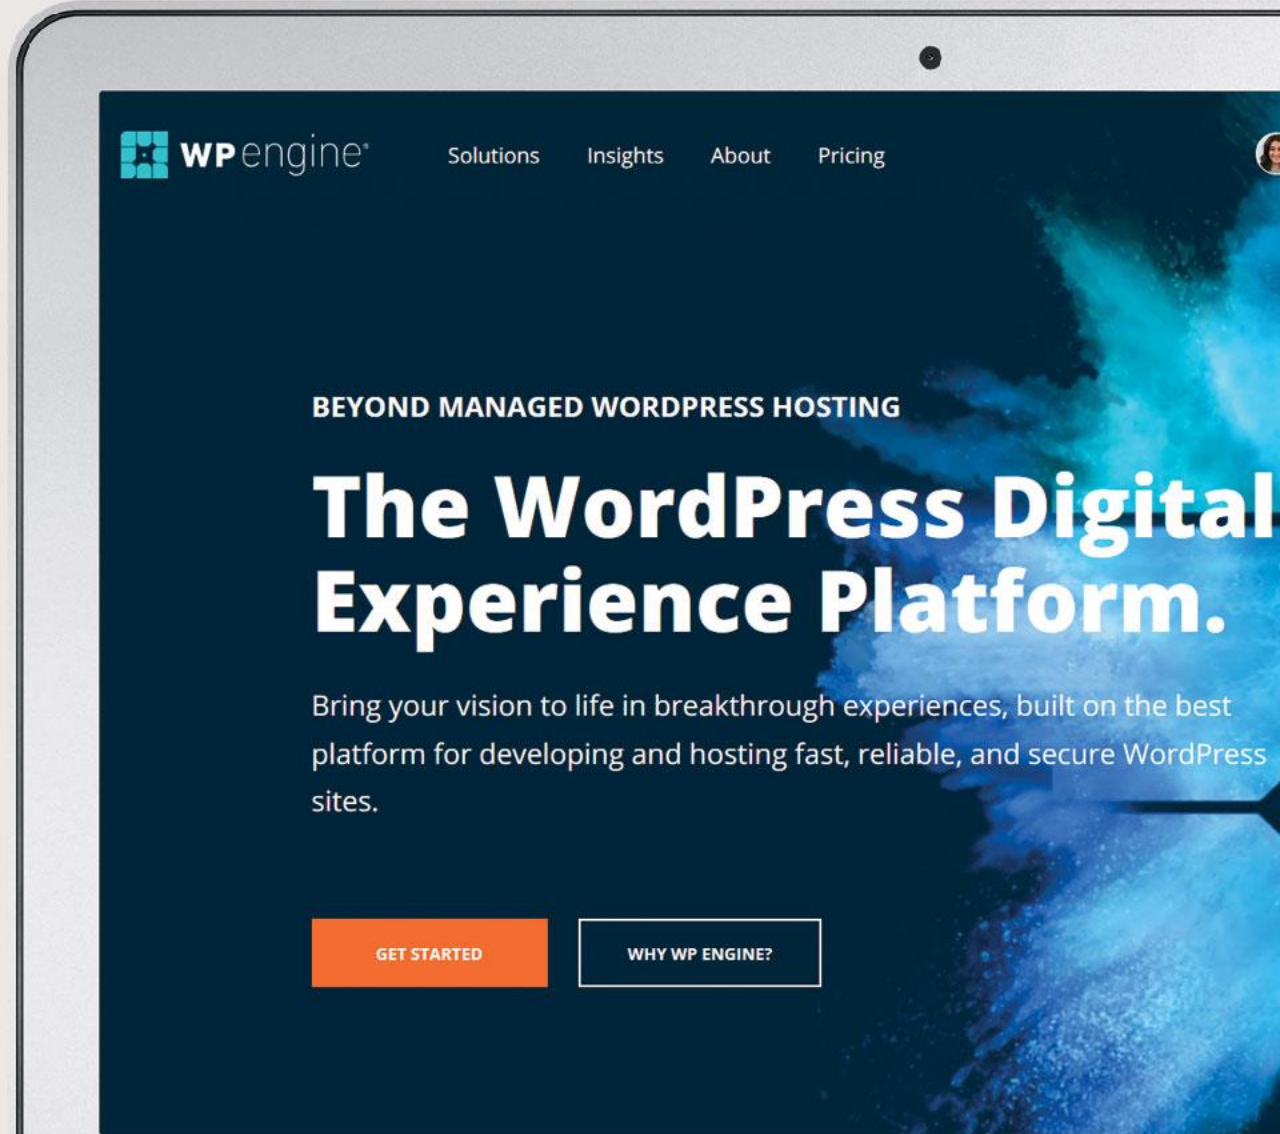 WPengine®
Solutions Insights About Pricing
BEYOND MANAGED WORDPRESS HOSTING
The WordPress Digital
Experience Platform.
Bring your vision to life in breakthrough experiences, built on the best
platform for developing and hosting fast, reliable, and secure WordPress
sites.
GET STARTED WHY WP ENGINE?